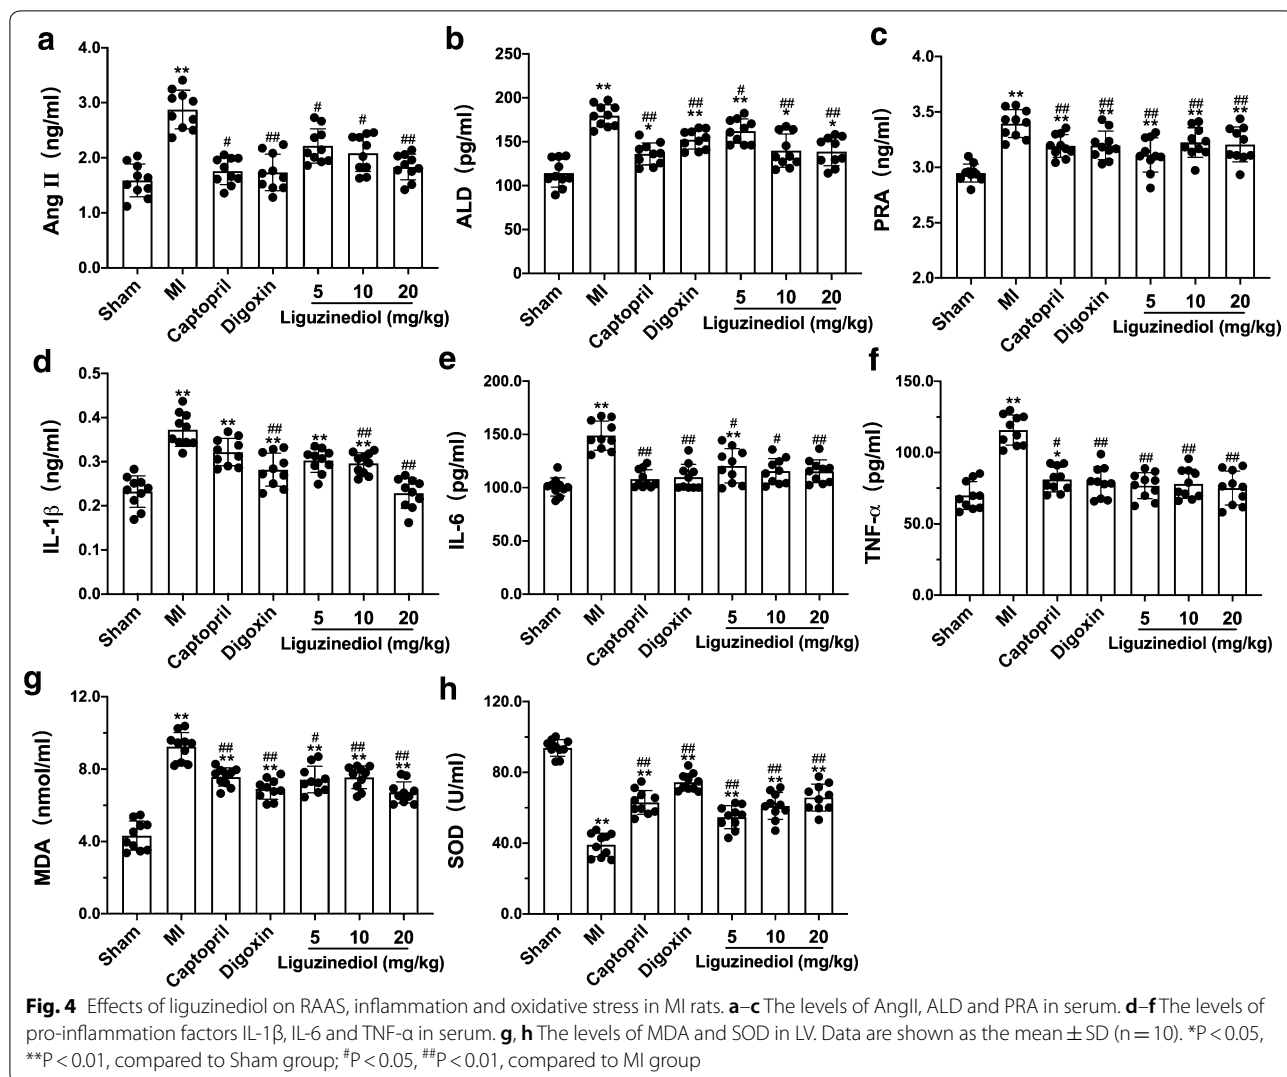 a
4.0
3.0
2.0
1.0
0.0
Ang II (ng/ml)
**
#
##
#
#
##
Sham
MI
Captopril
Digoxin
5 10 20
Liguzinediol (mg/kg)
b
250
200
150
100
50
0
ALD (pg/ml)
**
##
*
##
**
#
**
##
*
##
*
Sham
MI
Captopril
Digoxin
5 10 20
Liguzinediol (mg/kg)
c
4.0
3.5
3.0
2.5
2.0
PRA (ng/ml)
**
##
**
##
**
##
**
##
**
##
**
Sham
MI
Captopril
Digoxin
5 10 20
Liguzinediol (mg/kg)
d
0.5
0.4
0.3
0.2
0.1
0.0
IL-1β (ng/ml)
**
**
##
**
**
##
**
##
Sham
MI
Captopril
Digoxin
5 10 20
Liguzinediol (mg/kg)
e
200.0
150.0
100.0
50.0
0.0
IL-6 (pg/ml)
**
##
##
#
**
#
##
Sham
MI
Captopril
Digoxin
5 10 20
Liguzinediol (mg/kg)
f
150.0
100.0
50.0
0.0
TNF-α (pg/ml)
**
#
*
##
##
##
##
Sham
MI
Captopril
Digoxin
5 10 20
Liguzinediol (mg/kg)
g
12.0
8.0
4.0
0.0
MDA (nmol/ml)
**
##
**
##
**
#
**
##
**
##
**
Sham
MI
Captopril
Digoxin
5 10 20
Liguzinediol (mg/kg)
h
120.0
80.0
40.0
0.0
SOD (U/ml)
**
##
**
##
**
##
**
##
**
##
**
Sham
MI
Captopril
Digoxin
5 10 20
Liguzinediol (mg/kg)
Fig. 4 Effects of liguzinediol on RAAS, inflammation and oxidative stress in MI rats. a–c The levels of AngII, ALD and PRA in serum. d–f The levels of
pro-inflammation factors IL-1β, IL-6 and TNF-α in serum. g, h The levels of MDA and SOD in LV. Data are shown as the mean ± SD (n = 10). *P < 0.05,
**P < 0.01, compared to Sham group; #P < 0.05, ##P < 0.01, compared to MI group